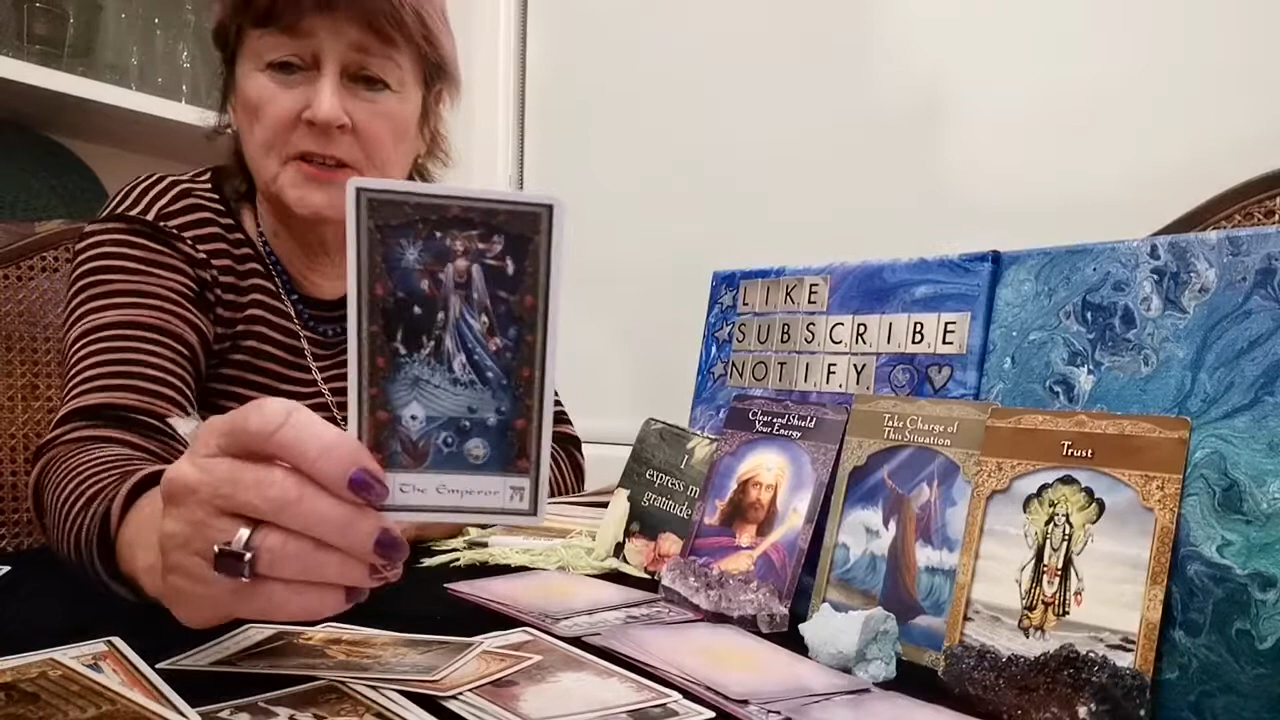 LIKE
SUBSCRIBE
NOTIFY
Clear and Shield
Your Energy
Take Charge of
This Situation
Trust
I
express m
gratitude
The Emperor